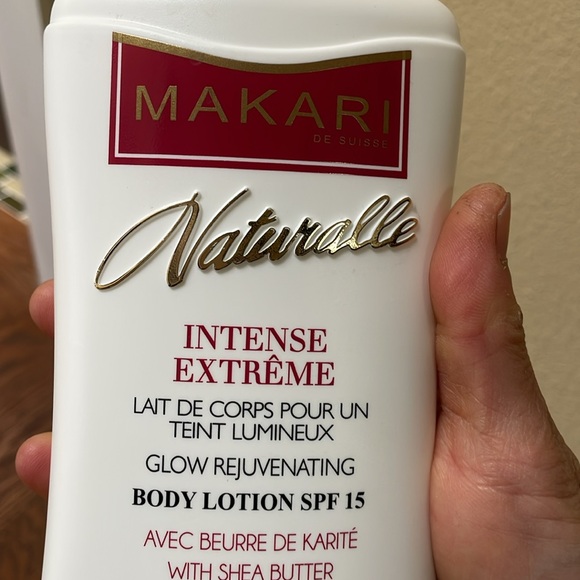 MAKARI
DE SUISSE
Naturalle
INTENSE
EXTRÊME
LAIT DE CORPS POUR UN
TEINT LUMINEUX
GLOW REJUVENATING
BODY LOTION SPF 15
AVEC BEURRE DE KARITÉ
WITH SHEA BUTTER